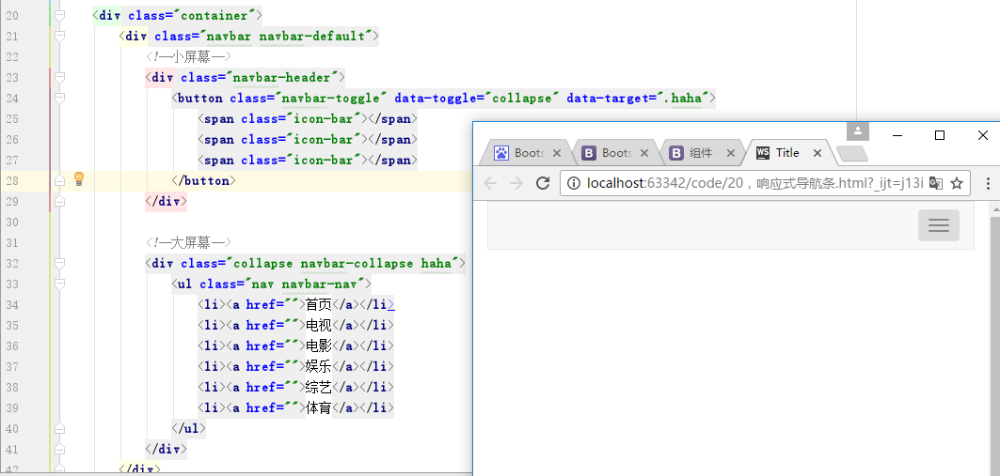 20 <div class="container">
21 <div class="navbar navbar-default">
22 <!--小屏幕-->
23 <div class="navbar-header">
24 <button class="navbar-toggle" data-toggle="collapse" data-target=".haha">
25 <span class="icon-bar"></span>
26 <span class="icon-bar"></span>
27 <span class="icon-bar"></span>
28 </button>
29 </div>
30
31 <!--大屏幕-->
32 <div class="collapse navbar-collapse haha">
33 <ul class="nav navbar-nav">
34 <li><a href="">首页</a></li>
35 <li><a href="">电视</a></li>
36 <li><a href="">电影</a></li>
37 <li><a href="">娱乐</a></li>
38 <li><a href="">综艺</a></li>
39 <li><a href="">体育</a></li>
40 </ul>
41 </div>
42 </div>
Boots
Boots
组件
WS Title
localhost:63342/code/20，响应式导航条.html?_ijt=j13i